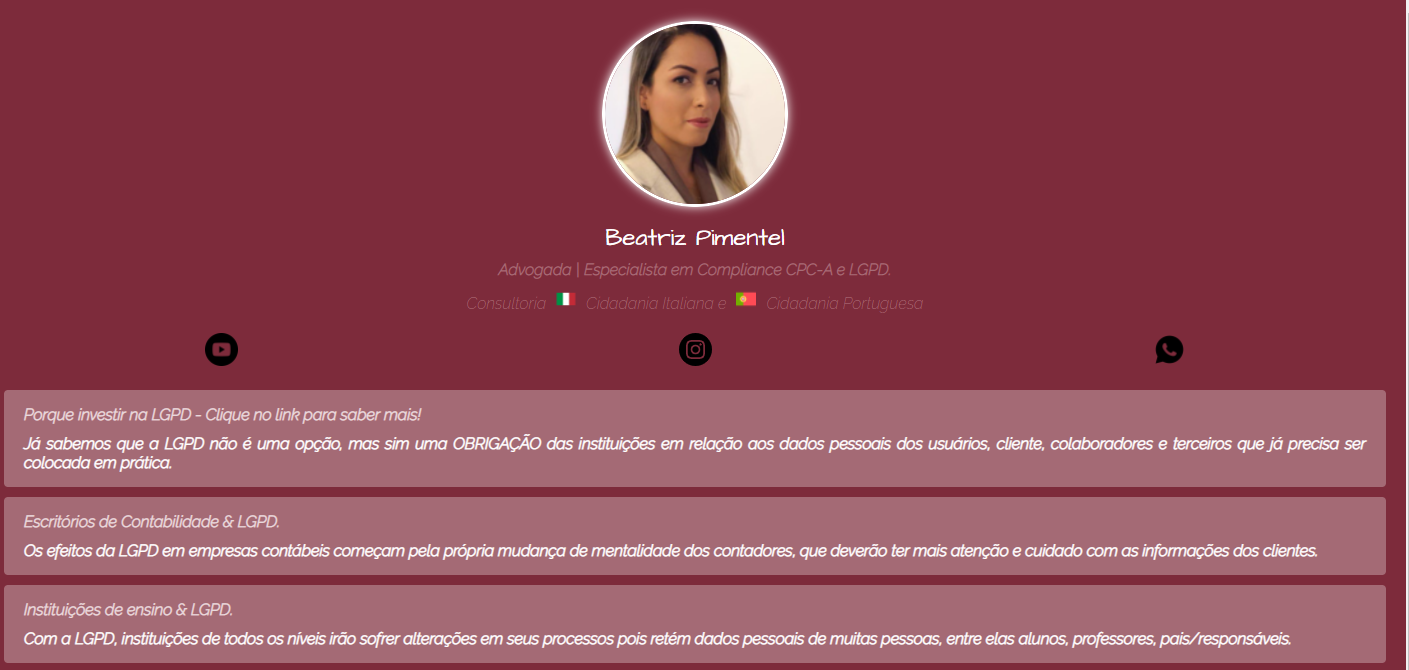 Beatriz Pimentel
Advogada | Especialista em Compliance CPC-A e LGPD.
Consultoria Cidadania Italiana e Cidadania Portuguesa
Porque investir na LGPD - Clique no link para saber mais!
Já sabemos que a LGPD não é uma opção, mas sim uma OBRIGAÇÃO das instituições em relação aos dados pessoais dos usuários, cliente, colaboradores e terceiros que já precisa ser
colocada em prática.
Escritórios de Contabilidade & LGPD.
Os efeitos da LGPD em empresas contábeis começam pela própria mudança de mentalidade dos contadores, que deverão ter mais atenção e cuidado com as informações dos clientes.
Instituições de ensino & LGPD.
Com a LGPD, instituições de todos os níveis irão sofrer alterações em seus processos pois retém dados pessoais de muitas pessoas, entre elas alunos, professores, pais/responsáveis.